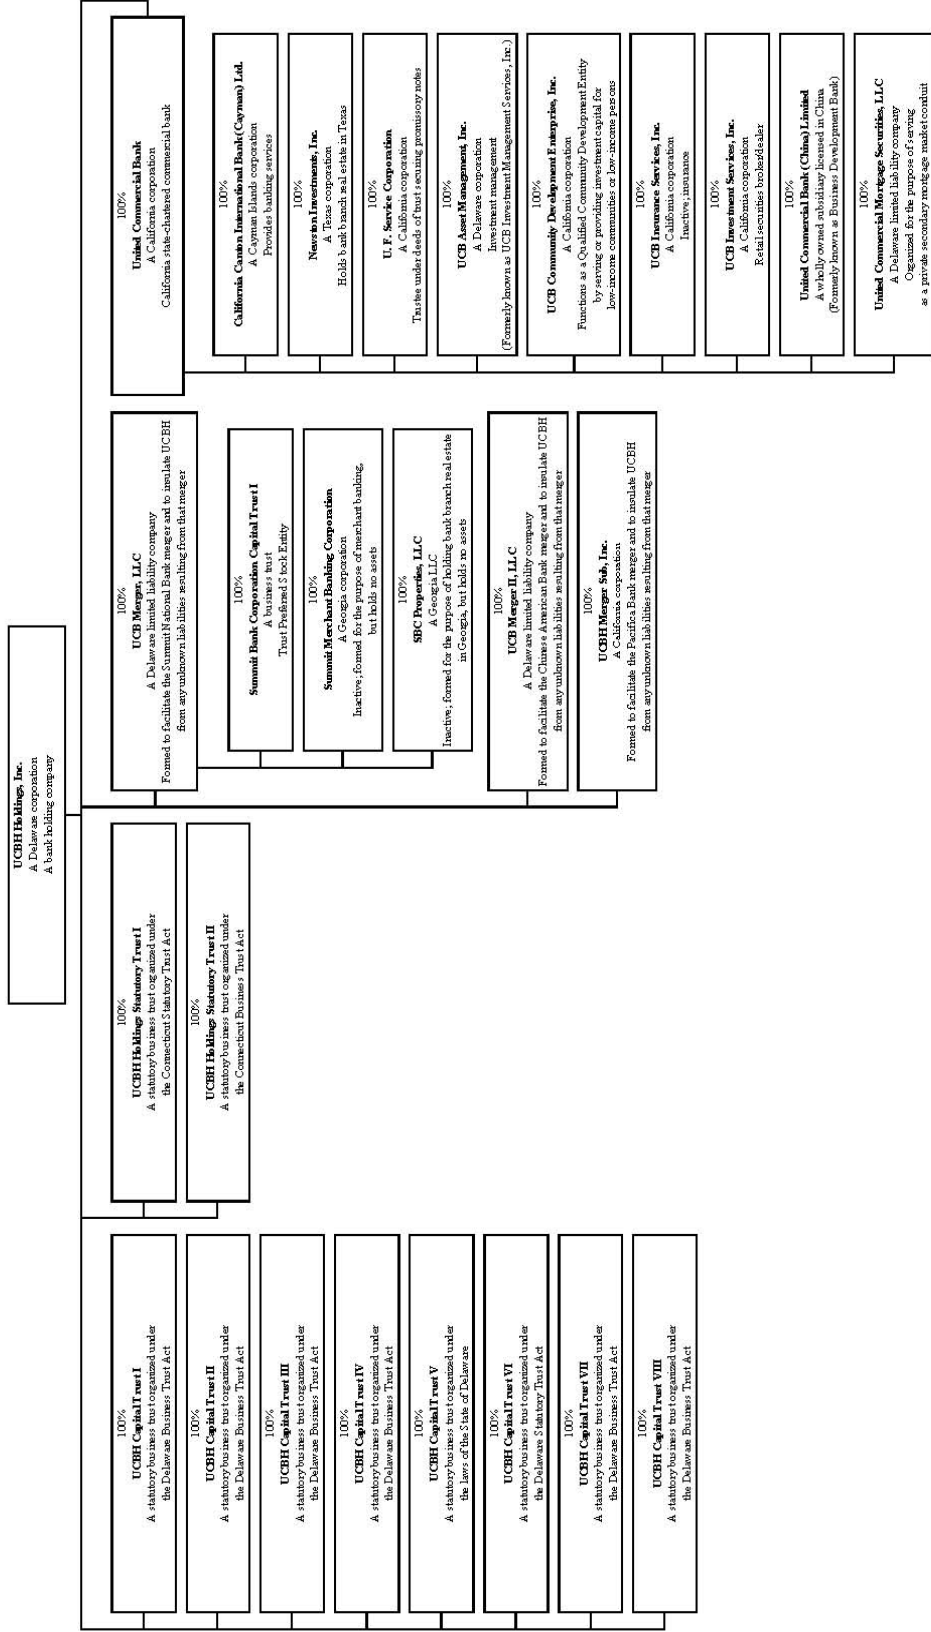 UCBH Holdings, Inc.
A Delaware corporation
A bank holding company
100%
UCBH Capital Trust I
A statutory business trust organized under
the Delaware Business Trust Act
100%
UCBH Capital Trust II
A statutory business trust organized under
the Delaware Business Trust Act
100%
UCBH Capital Trust III
A statutory business trust organized under
the Delaware Business Trust Act
100%
UCBH Capital Trust IV
A statutory business trust organized under
the Delaware Business Trust Act
100%
UCBH Capital Trust V
A statutory business trust organized under
the laws of the State of Delaware
100%
UCBH Capital Trust VI
A statutory business trust organized under
the Delaware Statutory Trust Act
100%
UCBH Capital Trust VII
A statutory business trust organized under
the Delaware Business Trust Act
100%
UCBH Capital Trust VIII
A statutory business trust organized under
the Delaware Business Trust Act
100%
UCBH Holdings Statutory Trust I
A statutory business trust organized under
the Connecticut Statutory Trust Act
100%
UCBH Holdings Statutory Trust II
A statutory business trust organized under
the Connecticut Business Trust Act
100%
UCB Merger, LLC
A Delaware limited liability company
Formed to facilitate the Summit National Bank merger and to insulate UCBH
from any unknown liabilities resulting from that merger
100%
Summit Bank Corporation Capital Trust I
A business trust
Trust Preferred Stock Entity
100%
Summit Merchant Banking Corporation
A Georgia corporation
Inactive; formed for the purpose of merchant banking,
but holds no assets
100%
SBC Properties, LLC
A Georgia LLC
Inactive; formed for the purpose of holding bank branch real estate
in Georgia, but holds no assets
100%
UCB Merger II, LLC
A Delaware limited liability company
Formed to facilitate the Chinese American Bank merger and to insulate UCBH
from any unknown liabilities resulting from that merger
100%
UCBH Merger Sub, Inc.
A California corporation
Formed to facilitate the Pacifica Bank merger and to insulate UCBH
from any unknown liabilities resulting from that merger
100%
United Commercial Bank
A California corporation
California state-chartered commercial bank
100%
California Canton International Bank (Cayman) Ltd.
A Cayman Islands corporation
Provides banking services
100%
Newston Investments, Inc.
A Texas corporation
Holds bank branch real estate in Texas
100%
U. F. Service Corporation
A California corporation
Trustee under deeds of trust securing promissory notes
100%
UCB Asset Management, Inc.
A Delaware corporation
Investment management
(Formerly known as UCB Investment Management Services, Inc.)
100%
UCB Community Development Enterprise, Inc.
A California corporation
Functions as a Qualified Community Development Entity
by serving or providing investment capital for
low-income communities or low-income persons
100%
UCB Insurance Services, Inc.
A California corporation
Inactive; insurance
100%
UCB Investment Services, Inc.
A California corporation
Retail securities broker/dealer
100%
United Commercial Bank (China) Limited
A wholly owned subsidiary licensed in China
(Formerly known as Business Development Bank)
100%
United Commercial Mortgage Securities, LLC
A Delaware limited liability company
Organized for the purpose of serving
as a private secondary mortgage market conduit